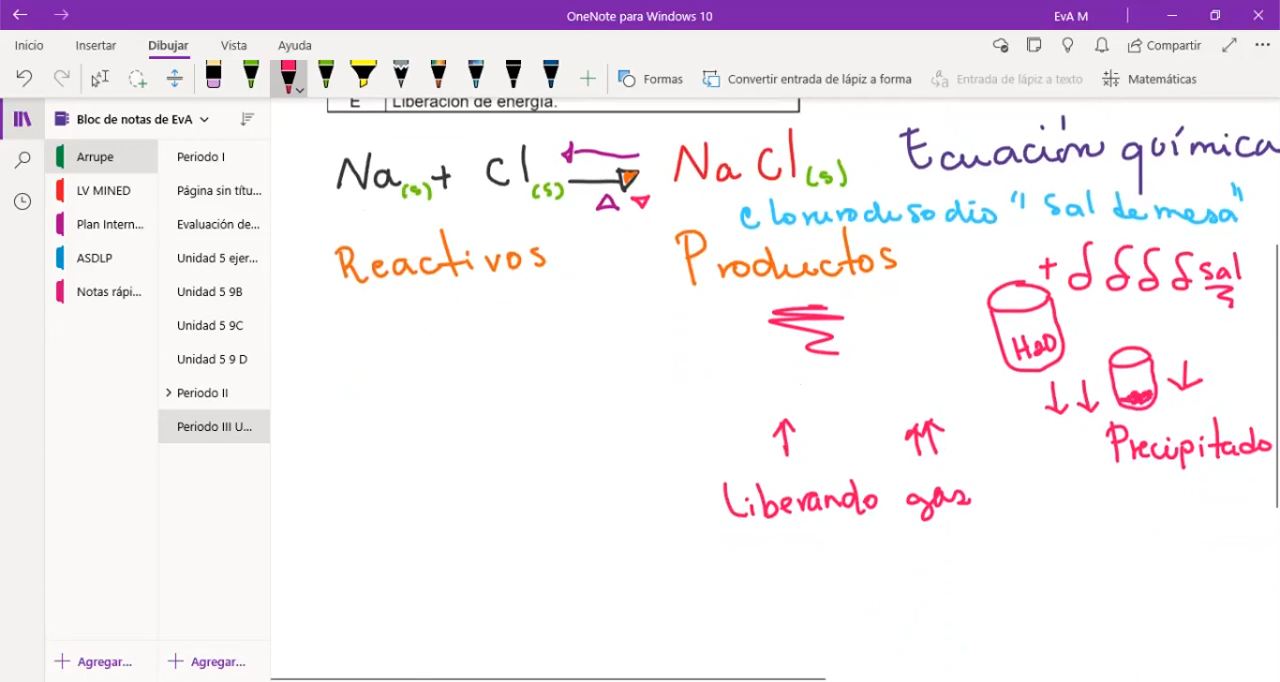 OneNote para Windows 10
EvA M
Inicio Insertar Dibujar Vista Ayuda
Compartir
Formas Convertir entrada de lápiz a forma Entrada de lápiz a texto Matemáticas
Bloc de notas de EvA
Arrupe
LV MINED
Plan Intern...
ASDLP
Notas rápi...
Periodo I
Página sin títu...
Evaluación de...
Unidad 5 ejer...
Unidad 5 9B
Unidad 5 9C
Unidad 5 9 D
Periodo II
Periodo III U...
Agregar... Agregar...
E Liberación de energía.
Na(s) + Cl(s) Δ NaCl(s)
Ecuación química
Cloruro de sodio "Sal de mesa"
Reactivos Productos
+ sal
H2O
↓↓ ↓
Precipitado
↑ ↑↑
Liberando gas